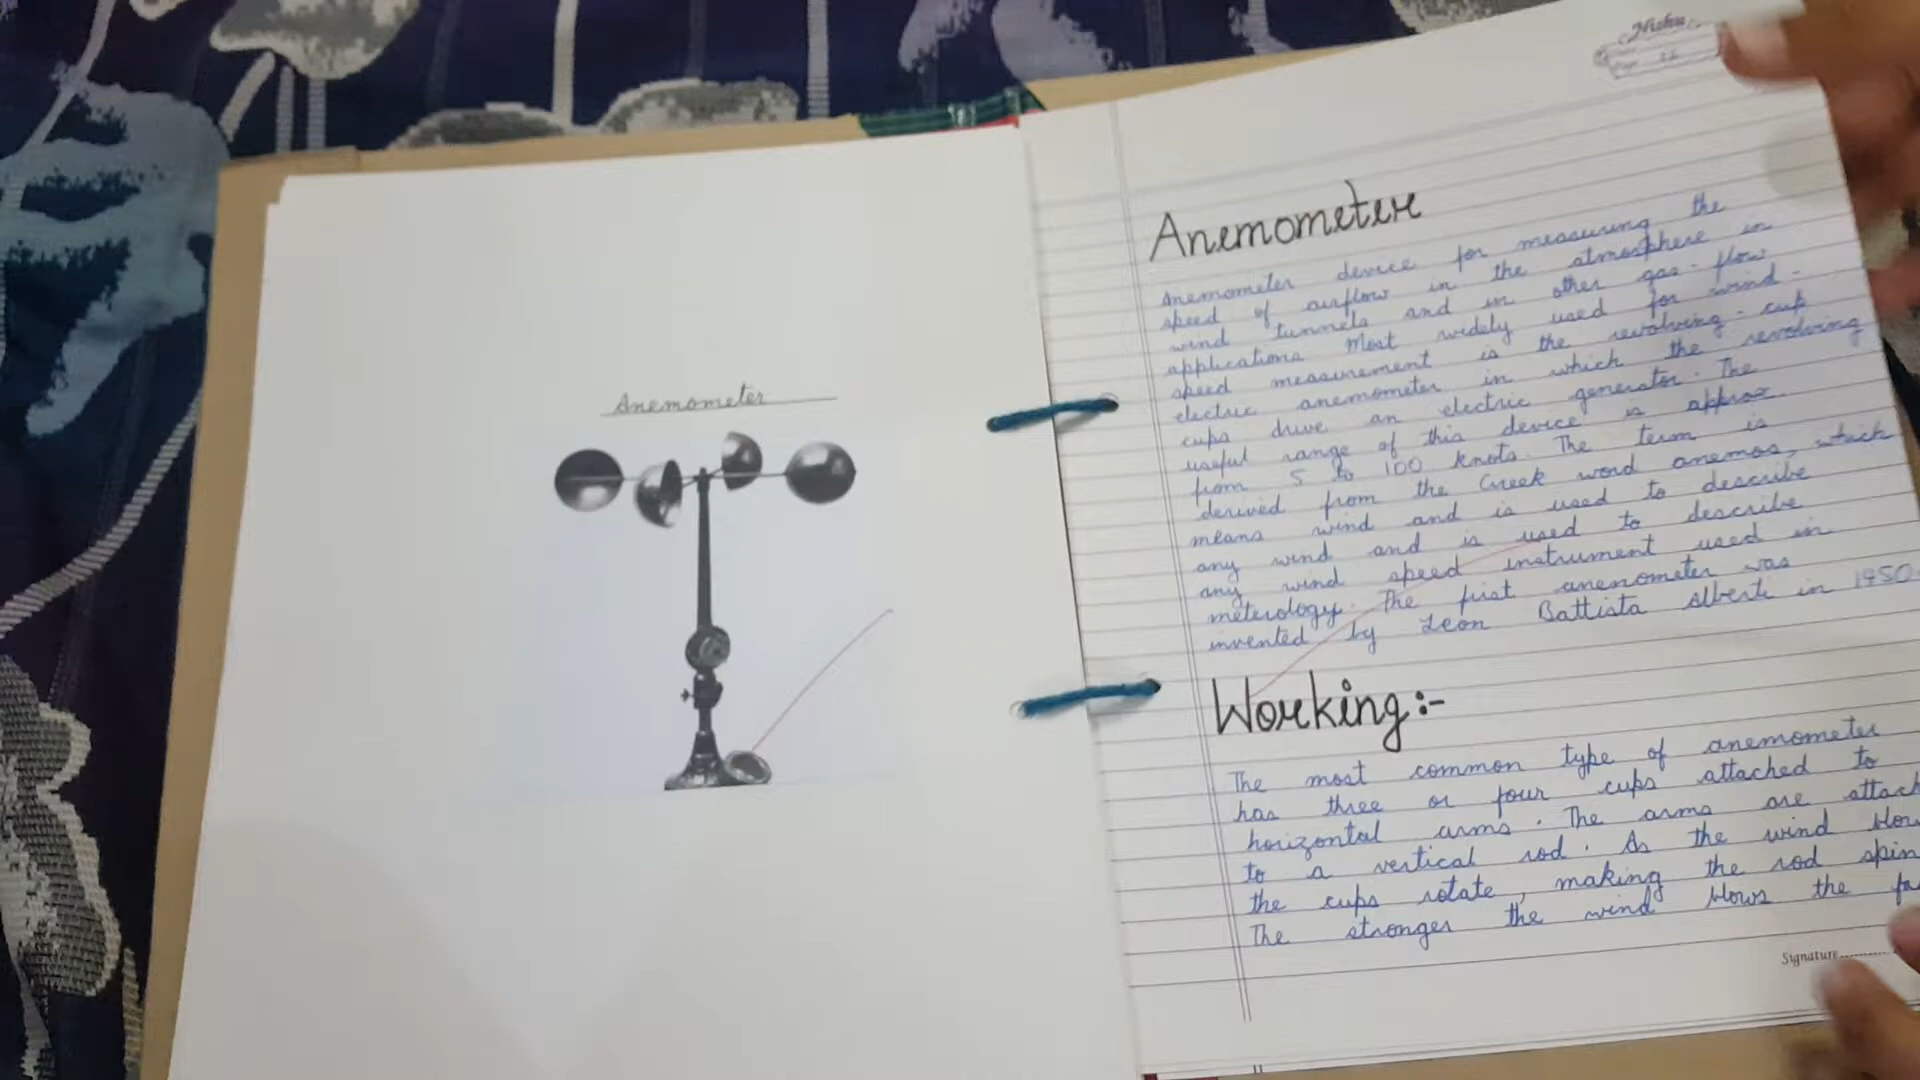 Anemometer
Nisha
Anemometer
Anemometer device for measuring the
speed of airflow in the atmosphere in
wind tunnels and in other gas-flow
applications Most widely used for wind-
speed measurement is the revolving-cup
electric anemometer in which the revolving
cups drive an electric generator. The
useful range of this device is approx.
from 5 to 100 knots. The term is
derived from the Greek word anemos, which
means wind and is used to describe
any wind and is used to describe
any wind speed instrument used in
meterology. The first anenometer was
invented by Leon Battista Alberti in 1950.
Working:-
The most common type of anemometer
has three or four cups attached to
horizontal arms. The arms are attach
to a vertical rod. As the wind blow
the cups rotate, making the rod spin
The stronger the wind blows the fa
Signature